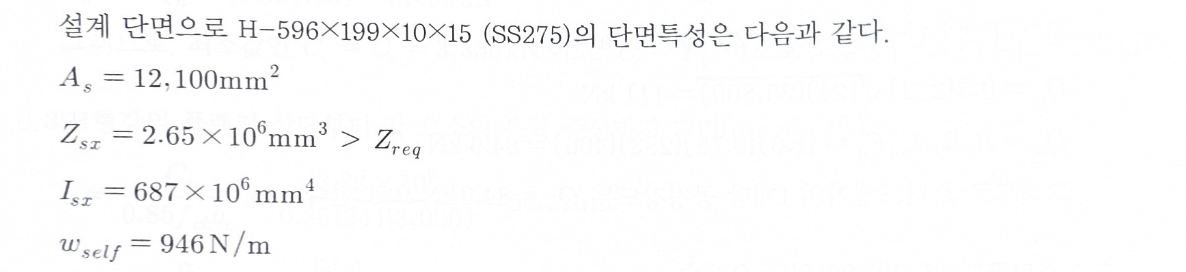 설계 단면으로 H-596×199×10×15 (SS275)의 단면특성은 다음과 같다.
A_s = 12,100mm²
Z_sx = 2.65×10⁶mm³ > Z_req
I_sx = 687×10⁶mm⁴
w_self = 946N/m